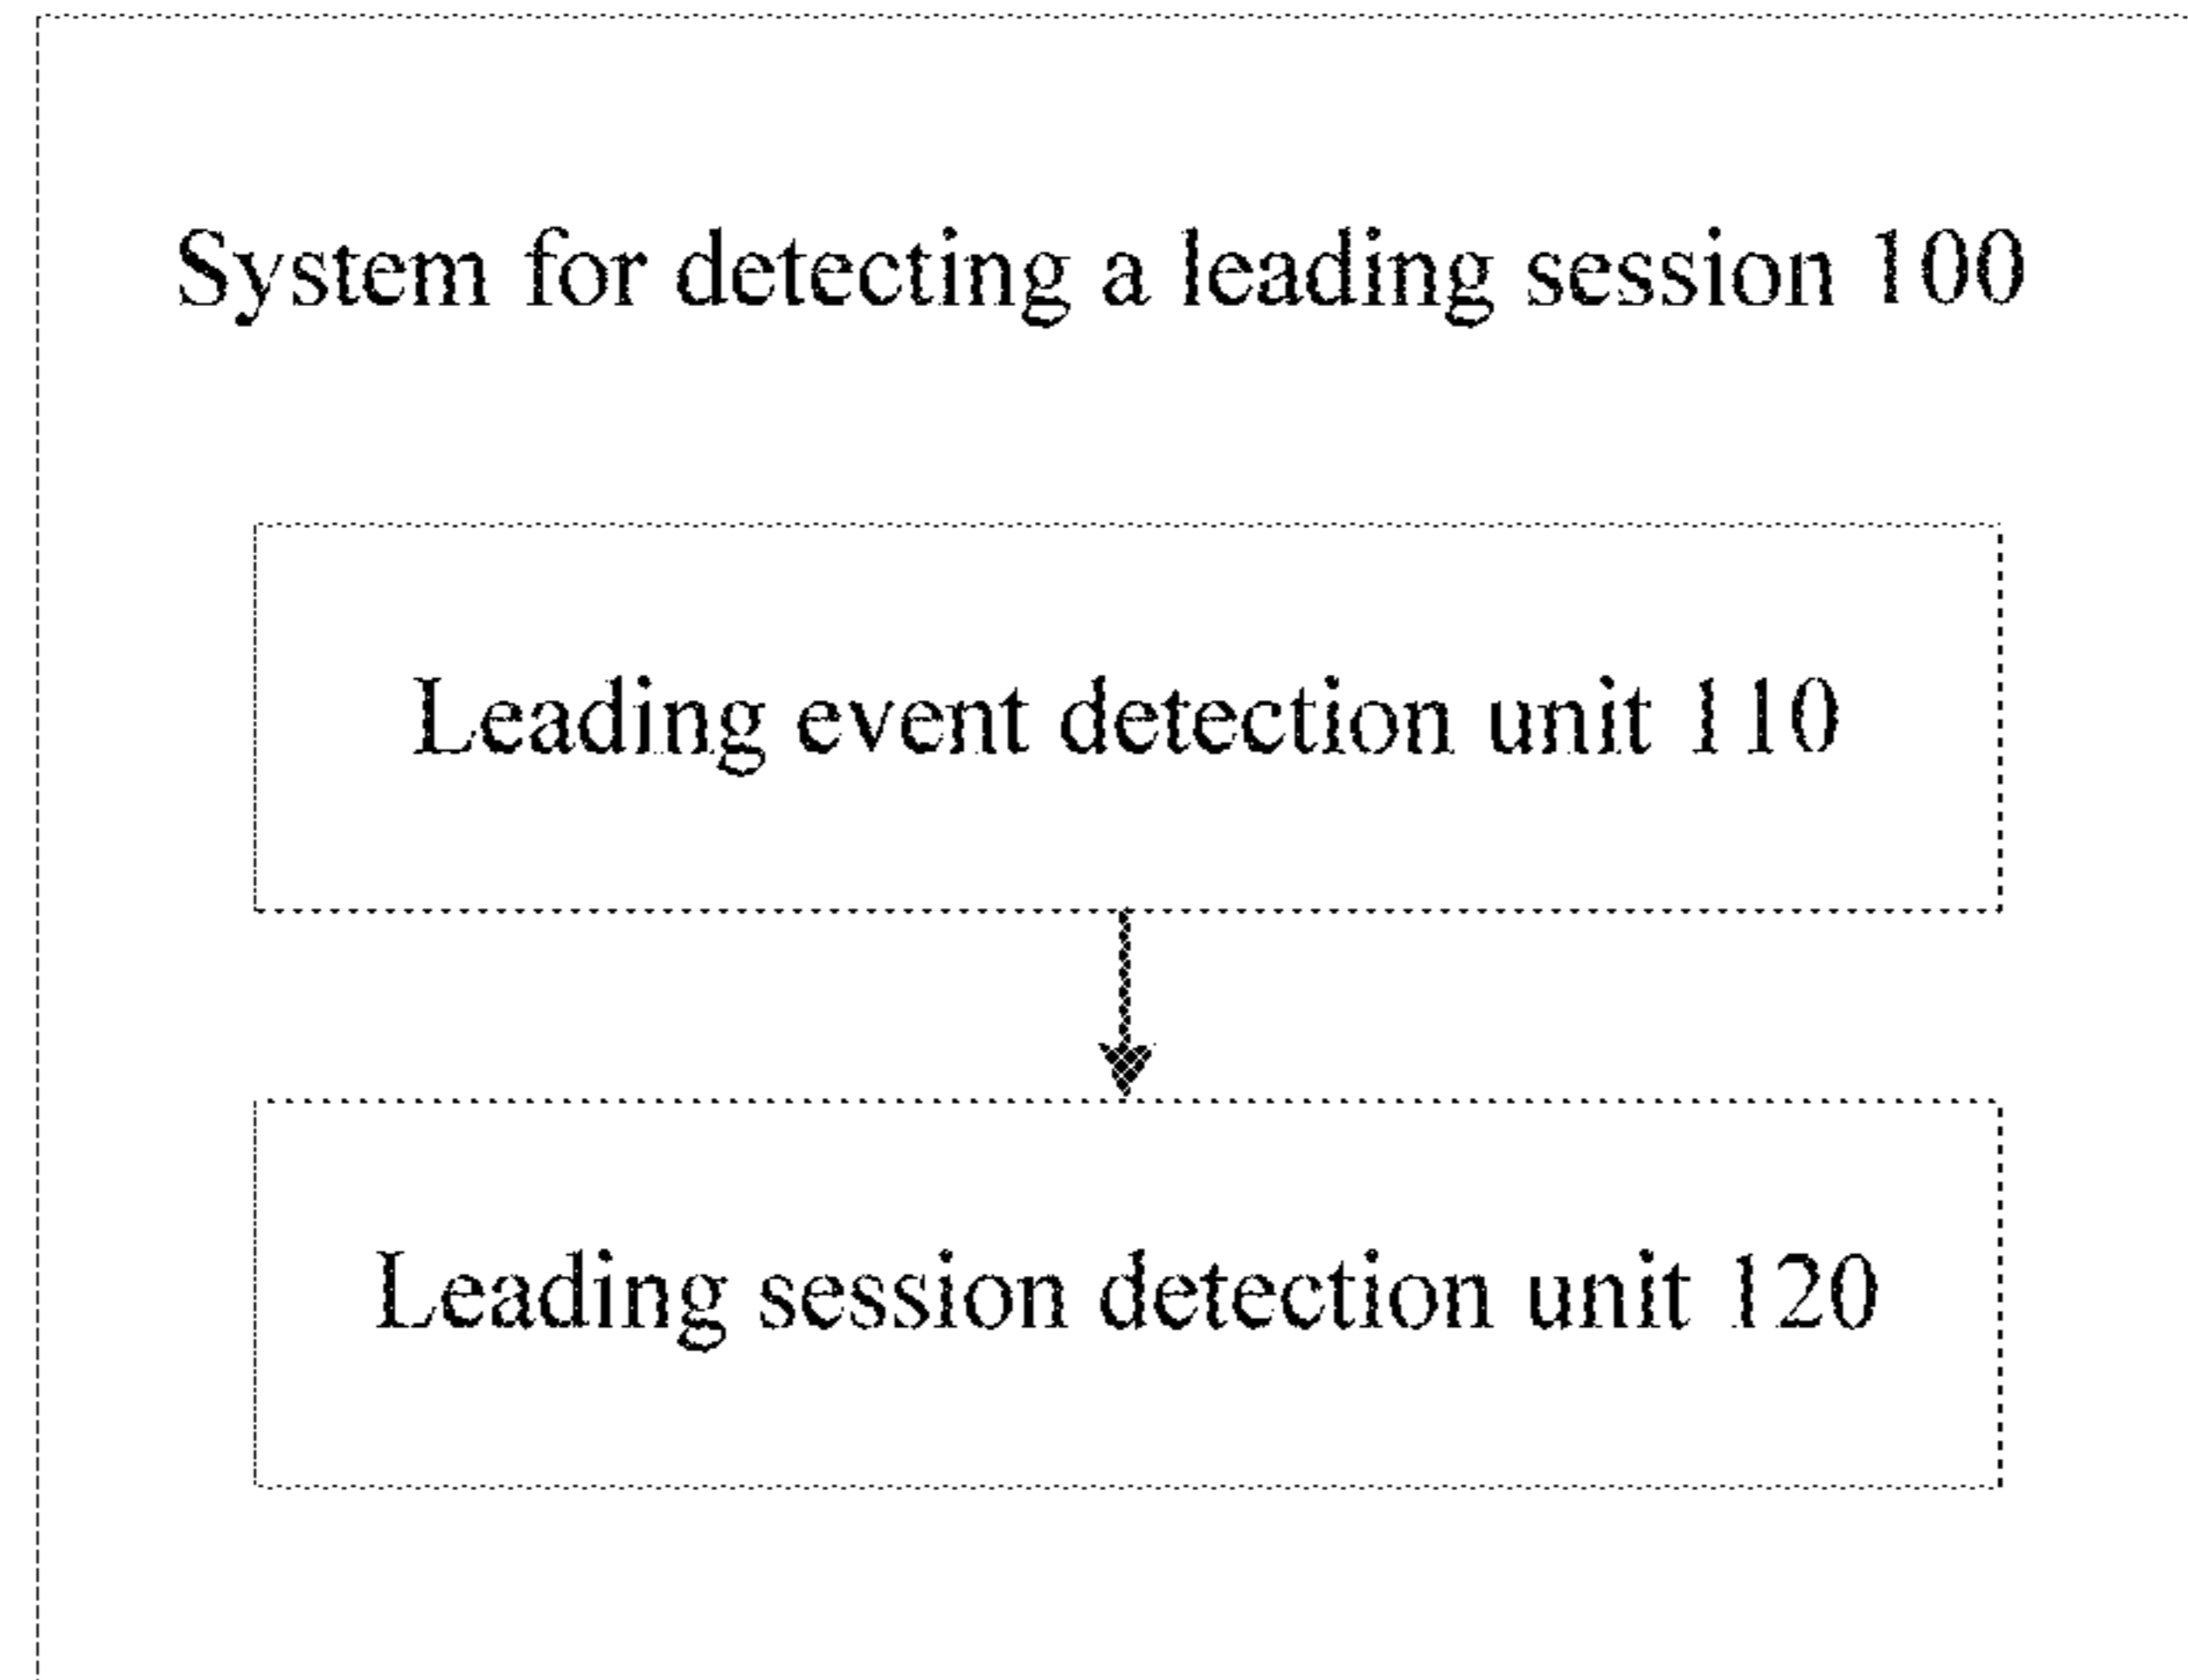 System for detecting a leading session 100
Leading event detection unit 110
Leading session detection unit 120